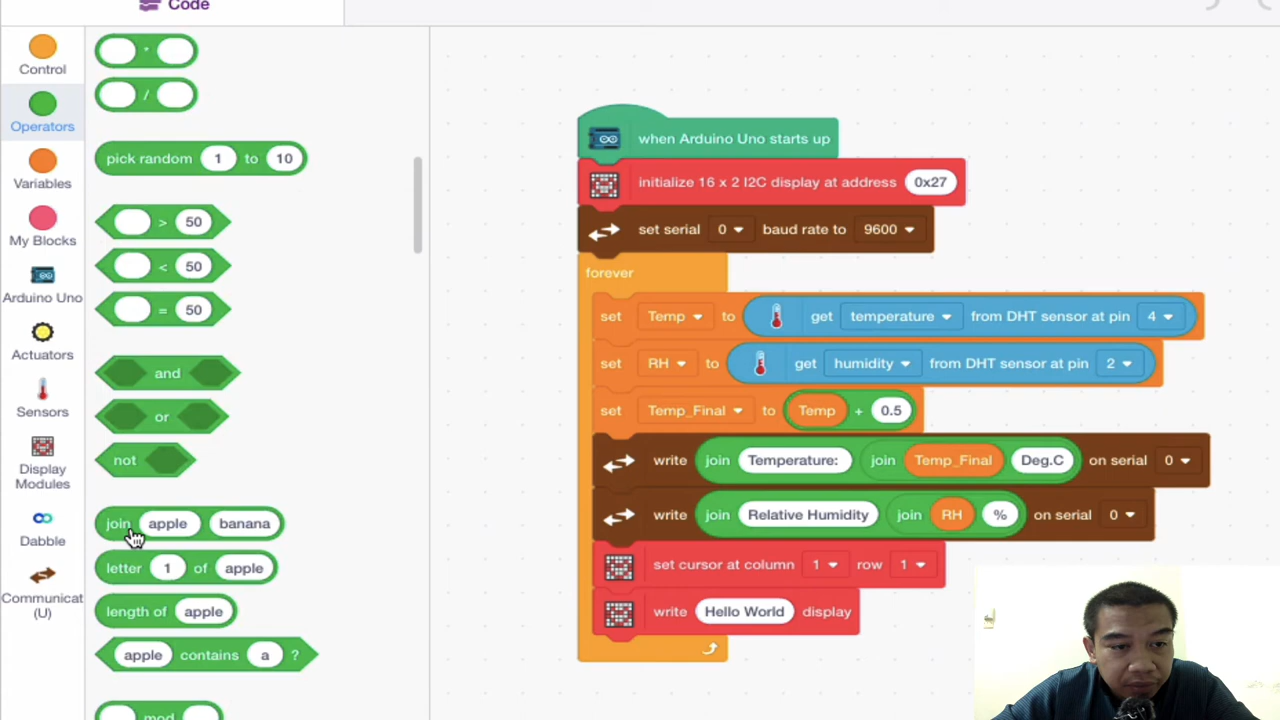 Code
Control
Operators
Variables
My Blocks
Arduino Uno
Actuators
Sensors
Display
Modules
Dabble
Communicat
(U)
*
/
pick random 1 to 10
> 50
< 50
= 50
and
or
not
join apple banana
letter 1 of apple
length of apple
apple contains a ?
mod
when Arduino Uno starts up
initialize 16 x 2 I2C display at address 0x27
set serial 0 baud rate to 9600
forever
set Temp to get temperature from DHT sensor at pin 4
set RH to get humidity from DHT sensor at pin 2
set Temp_Final to Temp + 0.5
write join Temperature: join Temp_Final Deg.C on serial 0
write join Relative Humidity join RH % on serial 0
set cursor at column 1 row 1
write Hello World display